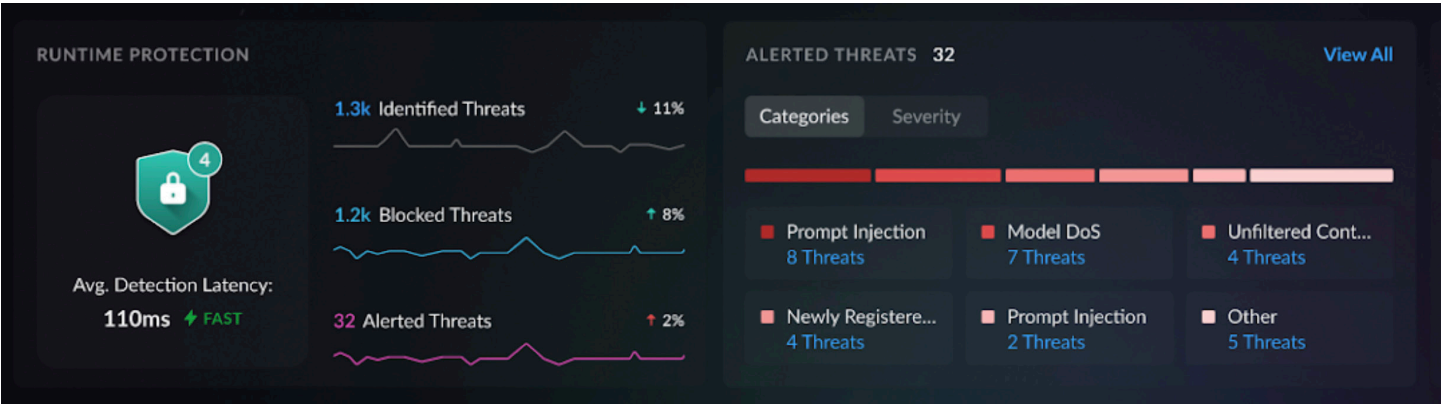 RUNTIME PROTECTION
4
Avg. Detection Latency:
110ms FAST
1.3k Identified Threats
11%
1.2k Blocked Threats
8%
32 Alerted Threats
2%
ALERTED THREATS 32
View All
Categories
Severity
Prompt Injection
8 Threats
Model DoS
7 Threats
Unfiltered Cont...
4 Threats
Newly Registere...
4 Threats
Prompt Injection
2 Threats
Other
5 Threats